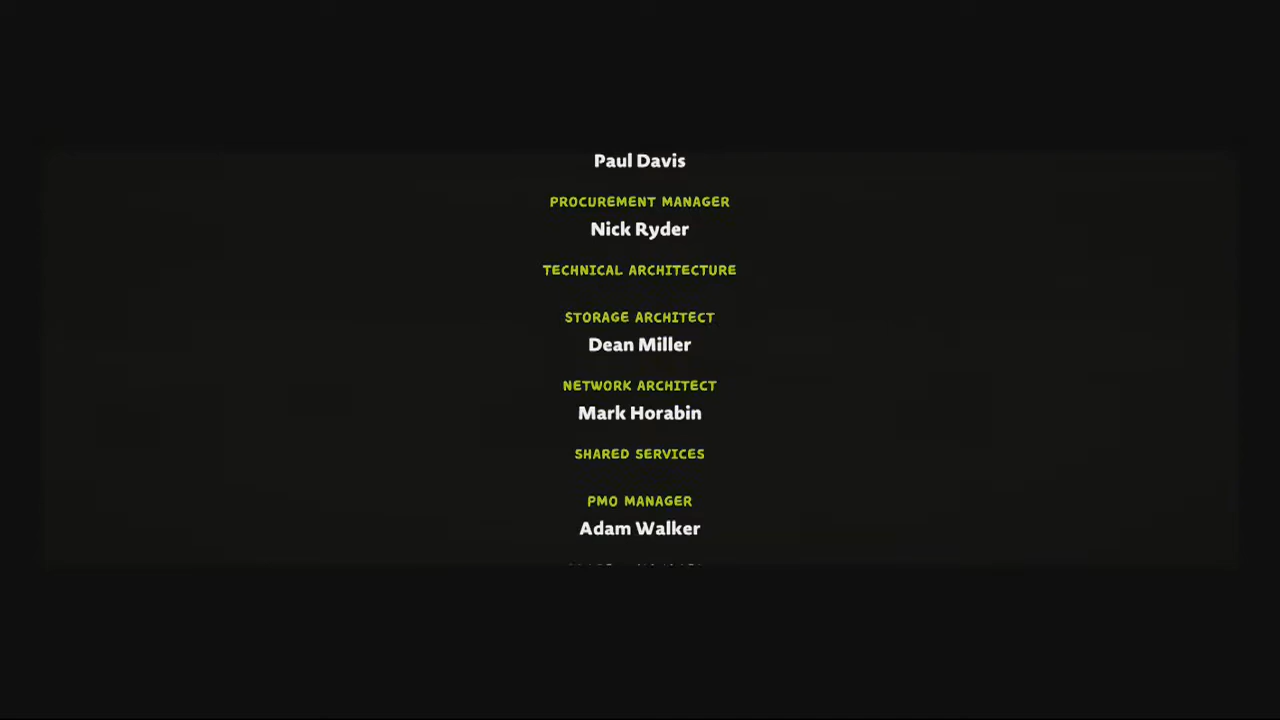 Paul Davis
PROCUREMENT MANAGER
Nick Ryder
TECHNICAL ARCHITECTURE
STORAGE ARCHITECT
Dean Miller
NETWORK ARCHITECT
Mark Horabin
SHARED SERVICES
PMO MANAGER
Adam Walker